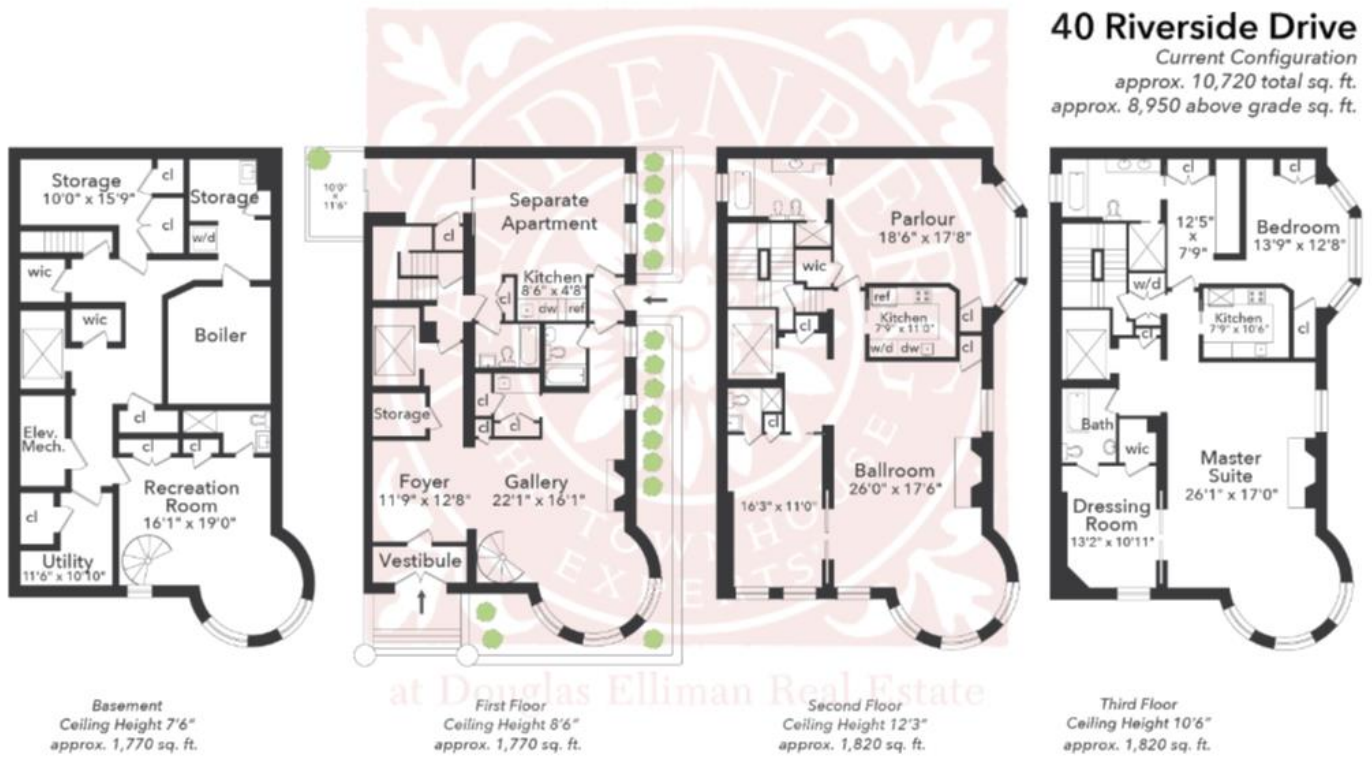 40 Riverside Drive
Current Configuration
approx. 10,720 total sq. ft.
approx. 8,950 above grade sq. ft.
Storage
10'0" x 15'9"
cl
cl
Storage
w/d
wic
wic
Boiler
Elev.
Mech.
cl
cl
cl
cl
Recreation
Room
16'1" x 19'0"
Utility
11'6" x 10'10"
Basement
Ceiling Height 7'6"
approx. 1,770 sq. ft.
10'9"
x
11'6"
Separate
Apartment
cl
Kitchen
8'6" x 4'8"
cl
dw
ref
Storage
cl
cl
cl
Foyer
11'9" x 12'8"
Gallery
22'1" x 16'1"
Vestibule
First Floor
Ceiling Height 8'6"
approx. 1,770 sq. ft.
Parlour
18'6" x 17'8"
wic
ref
Kitchen
7'9" x 11'0"
w/d
dw
cl
cl
cl
cl
Ballroom
26'0" x 17'6"
16'3" x 11'0"
Second Floor
Ceiling Height 12'3"
approx. 1,820 sq. ft.
cl
cl
12'5"
x
7'9"
Bedroom
13'9" x 12'8"
w/d
Kitchen
7'9" x 10'6"
cl
cl
Bath
wic
Master
Suite
26'1" x 17'0"
Dressing
Room
13'2" x 10'11"
Third Floor
Ceiling Height 10'6"
approx. 1,820 sq. ft.
TOWNHOUSE
EXPERTS
at Douglas Elliman Real Estate